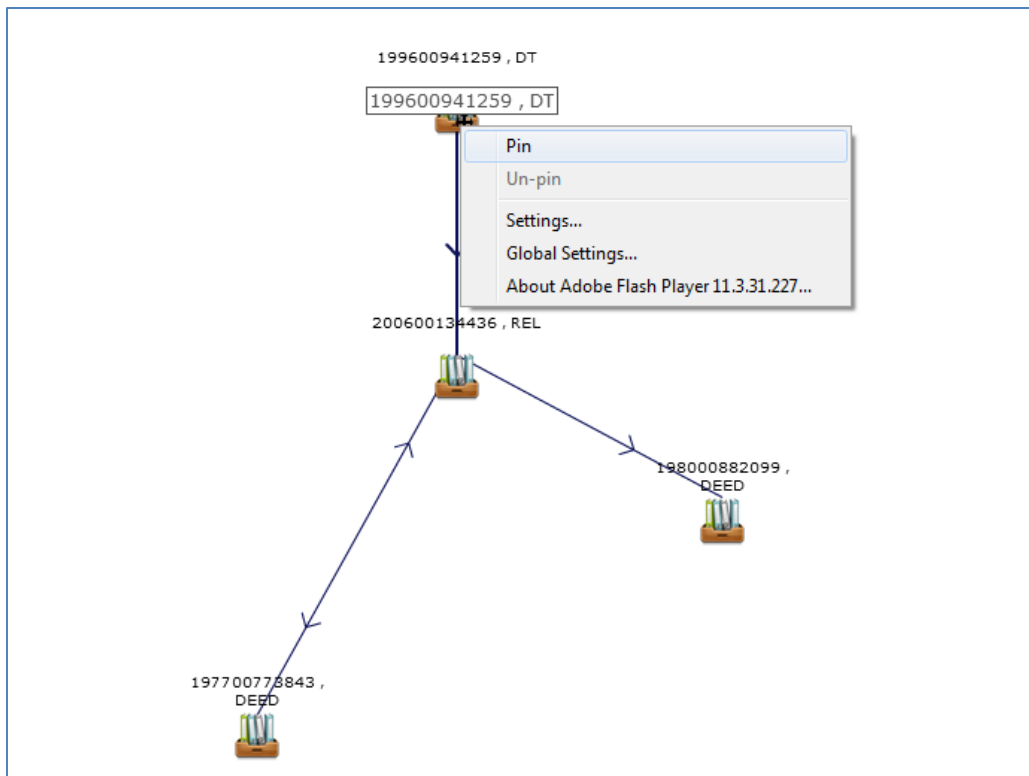 199600941259 , DT
199600941259 , DT
Pin
Un-pin
Settings...
Global Settings...
About Adobe Flash Player 11.3.31.227...
200600134436 , REL
198000882099 ,
DEED
197700773843 ,
DEED